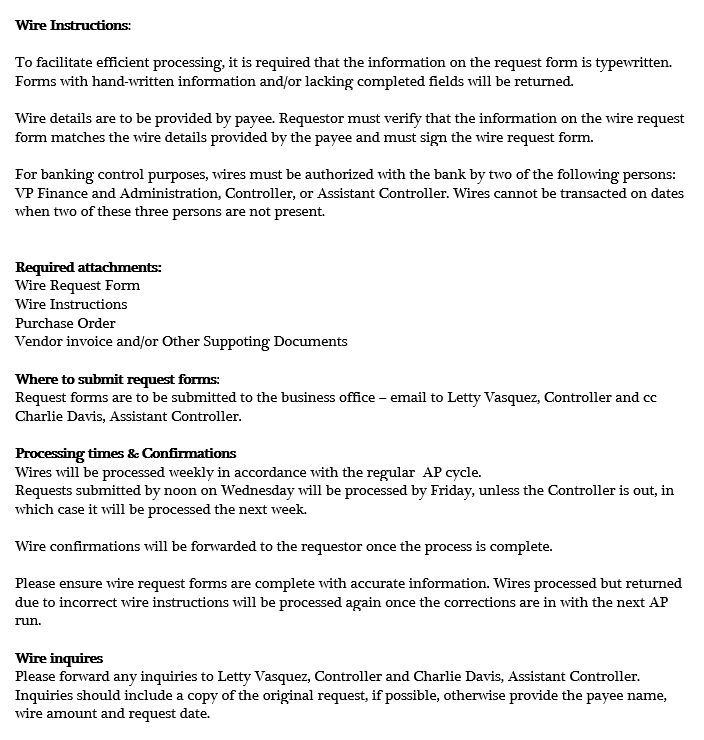 Wire Instructions:
To facilitate efficient processing, it is required that the information on the request form is typewritten.
Forms with hand-written information and/or lacking completed fields will be returned.
Wire details are to be provided by payee. Requestor must verify that the information on the wire request
form matches the wire details provided by the payee and must sign the wire request form.
For banking control purposes, wires must be authorized with the bank by two of the following persons:
VP Finance and Administration, Controller, or Assistant Controller. Wires cannot be transacted on dates
when two of these three persons are not present.
Required attachments:
Wire Request Form
Wire Instructions
Purchase Order
Vendor invoice and/or Other Suppoting Documents
Where to submit request forms:
Request forms are to be submitted to the business office – email to Letty Vasquez, Controller and cc
Charlie Davis, Assistant Controller.
Processing times & Confirmations
Wires will be processed weekly in accordance with the regular AP cycle.
Requests submitted by noon on Wednesday will be processed by Friday, unless the Controller is out, in
which case it will be processed the next week.
Wire confirmations will be forwarded to the requestor once the process is complete.
Please ensure wire request forms are complete with accurate information. Wires processed but returned
due to incorrect wire instructions will be processed again once the corrections are in with the next AP
run.
Wire inquires
Please forward any inquiries to Letty Vasquez, Controller and Charlie Davis, Assistant Controller.
Inquiries should include a copy of the original request, if possible, otherwise provide the payee name,
wire amount and request date.